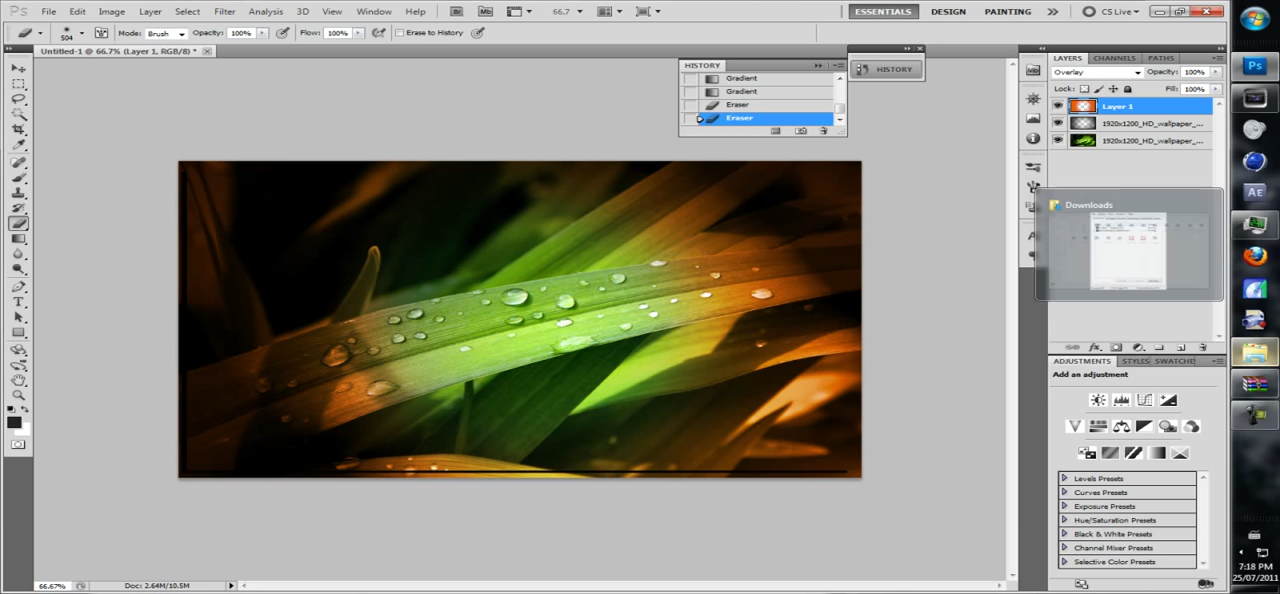 Ps File Edit Image Layer Select Filter Analysis 3D View Window Help Br Mb 66.7 ESSENTIALS DESIGN PAINTING CS Live
504 Mode: Brush Opacity: 100% Flow: 100% Erase to History
Untitled-1 @ 66.7% (Layer 1, RGB/8) *
HISTORY
Gradient
Gradient
Eraser
Eraser
HISTORY
LAYERS CHANNELS PATHS
Overlay Opacity: 100%
Lock: Fill: 100%
Layer 1
1920x1200_HD_wallpaper_...
1920x1200_HD_wallpaper_...
Downloads
ADJUSTMENTS STYLES SWATCHE
Add an adjustment
Levels Presets
Curves Presets
Exposure Presets
Hue/Saturation Presets
Black & White Presets
Channel Mixer Presets
Selective Color Presets
66.67% Doc: 2.64M/10.5M
Ps
AE
7:18 PM
25/07/2011